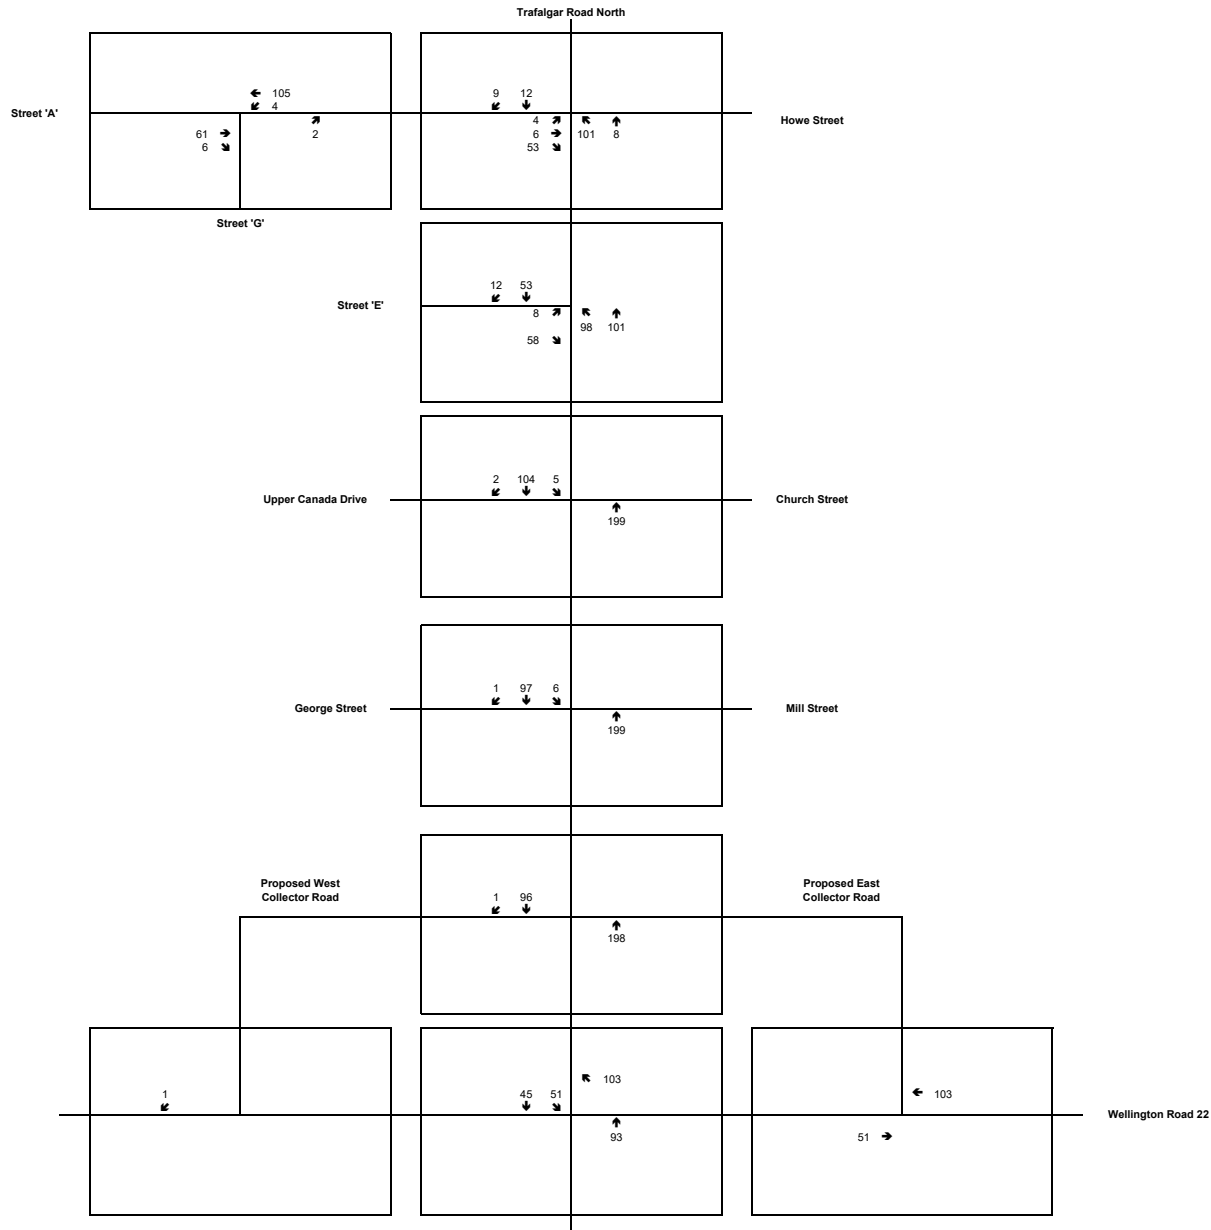 Trafalgar Road North
105
4
Street 'A'
61
6
2
Street 'G'
9 12
4
6
53
101 8
Howe Street
12 53
Street 'E'
8
98 101
58
2 104 5
Upper Canada Drive
Church Street
199
1 97 6
George Street
Mill Street
199
Proposed West
Collector Road
1 96
198
Proposed East
Collector Road
1
103
45 51
93
103
51
Wellington Road 22